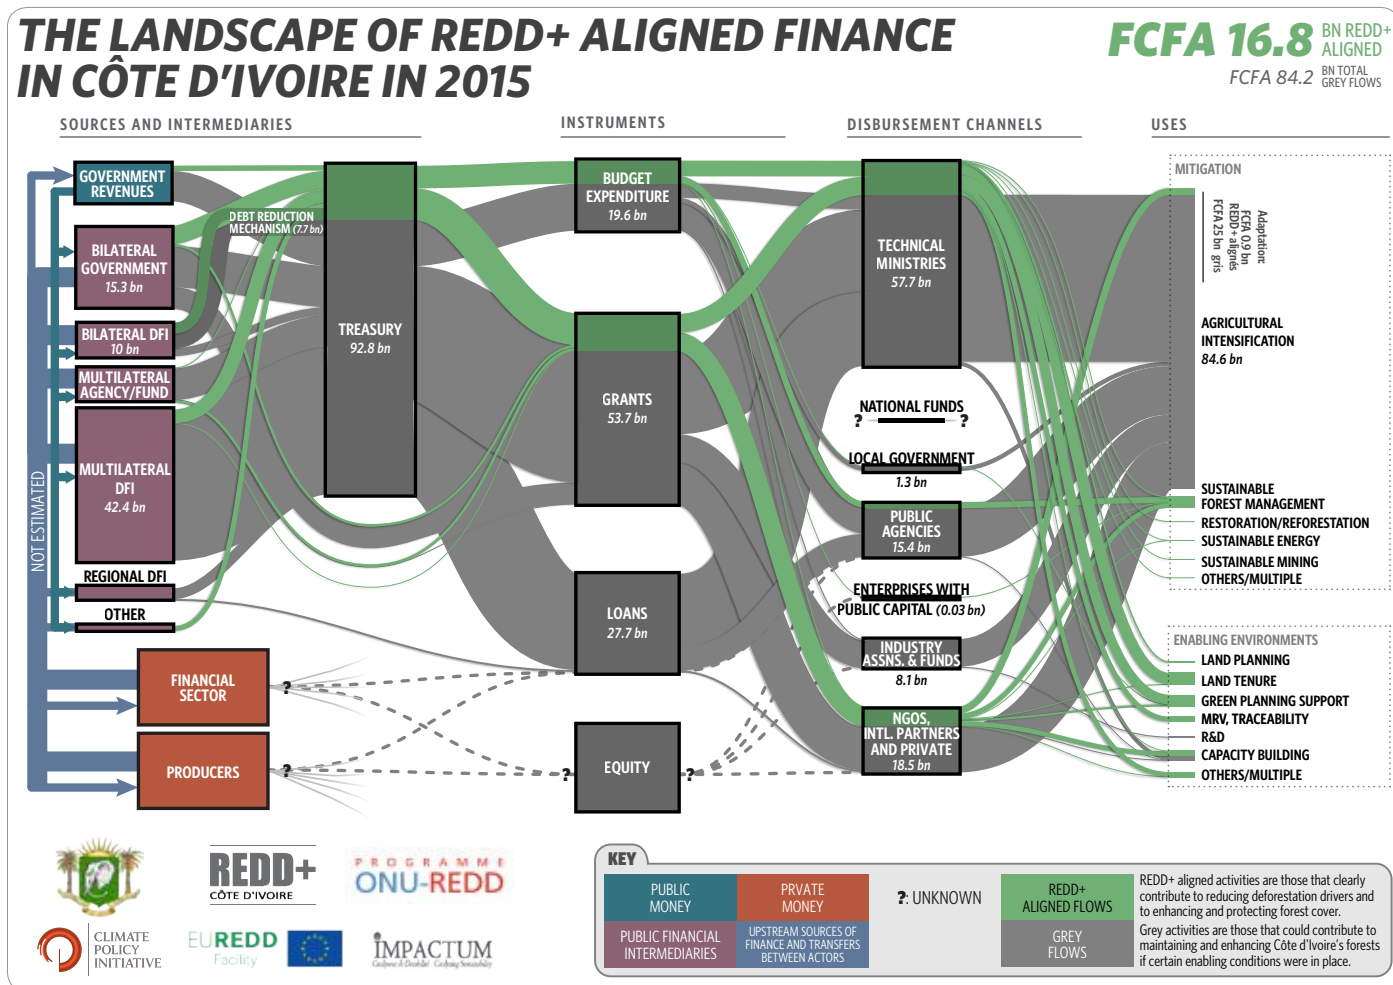 THE LANDSCAPE OF REDD+ ALIGNED FINANCE
IN CÔTE D'IVOIRE IN 2015
FCFA 16.8 BN REDD+
ALIGNED
FCFA 84.2 BN TOTAL
GREY FLOWS
SOURCES AND INTERMEDIARIES
INSTRUMENTS
DISBURSEMENT CHANNELS
USES
GOVERNMENT
REVENUES
BILATERAL
GOVERNMENT
15.3 bn
BILATERAL DFI
10 bn
MULTILATERAL
AGENCY/FUND
MULTILATERAL
DFI
42.4 bn
REGIONAL DFI
OTHER
NOT ESTIMATED
FINANCIAL
SECTOR
?
PRODUCERS
?
DEBT REDUCTION
MECHANISM (7.7 bn)
TREASURY
92.8 bn
BUDGET
EXPENDITURE
19.6 bn
GRANTS
53.7 bn
LOANS
27.7 bn
? EQUITY ?
TECHNICAL
MINISTRIES
57.7 bn
NATIONAL FUNDS
? ?
LOCAL GOVERNMENT
1.3 bn
PUBLIC
AGENCIES
15.4 bn
ENTERPRISES WITH
PUBLIC CAPITAL (0.03 bn)
INDUSTRY
ASSNS. & FUNDS
8.1 bn
NGOS,
INTL. PARTNERS
AND PRIVATE
18.5 bn
MITIGATION
Adaptation:
FCFA 0.9 bn
REDD+ alignés
FCFA 25 bn gris
AGRICULTURAL
INTENSIFICATION
84.6 bn
SUSTAINABLE
FOREST MANAGEMENT
RESTORATION/REFORESTATION
SUSTAINABLE ENERGY
SUSTAINABLE MINING
OTHERS/MULTIPLE
ENABLING ENVIRONMENTS
LAND PLANNING
LAND TENURE
GREEN PLANNING SUPPORT
MRV, TRACEABILITY
R&D
CAPACITY BUILDING
OTHERS/MULTIPLE
REDD+
CÔTE D'IVOIRE
PROGRAMME
ONU-REDD
CLIMATE
POLICY
INITIATIVE
EUREDD
Facility
IMPACTUM
KEY
PUBLIC
MONEY
PRIVATE
MONEY
PUBLIC FINANCIAL
INTERMEDIARIES
UPSTREAM SOURCES OF
FINANCE AND TRANSFERS
BETWEEN ACTORS
?: UNKNOWN
REDD+
ALIGNED FLOWS
GREY
FLOWS
REDD+ aligned activities are those that clearly
contribute to reducing deforestation drivers and
to enhancing and protecting forest cover.
Grey activities are those that could contribute to
maintaining and enhancing Côte d'Ivoire's forests
if certain enabling conditions were in place.